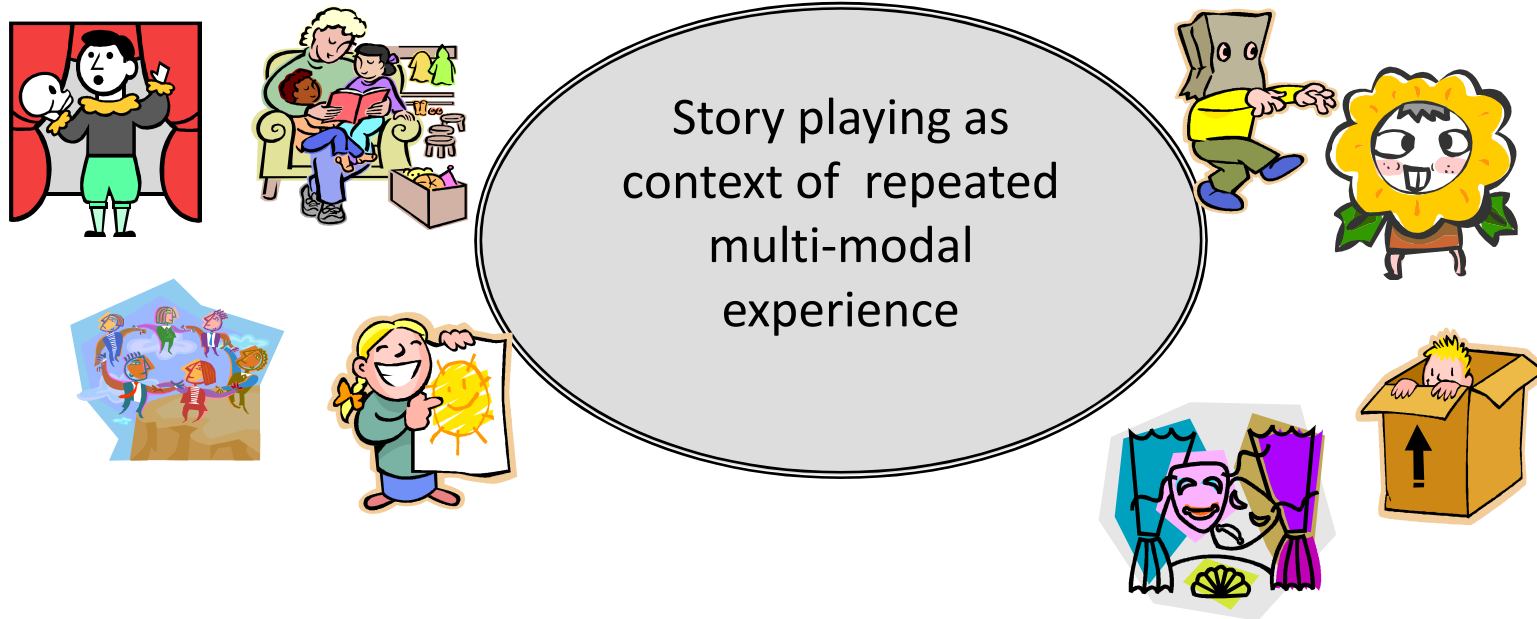 Story playing as
context of  repeated
multi-modal
experience